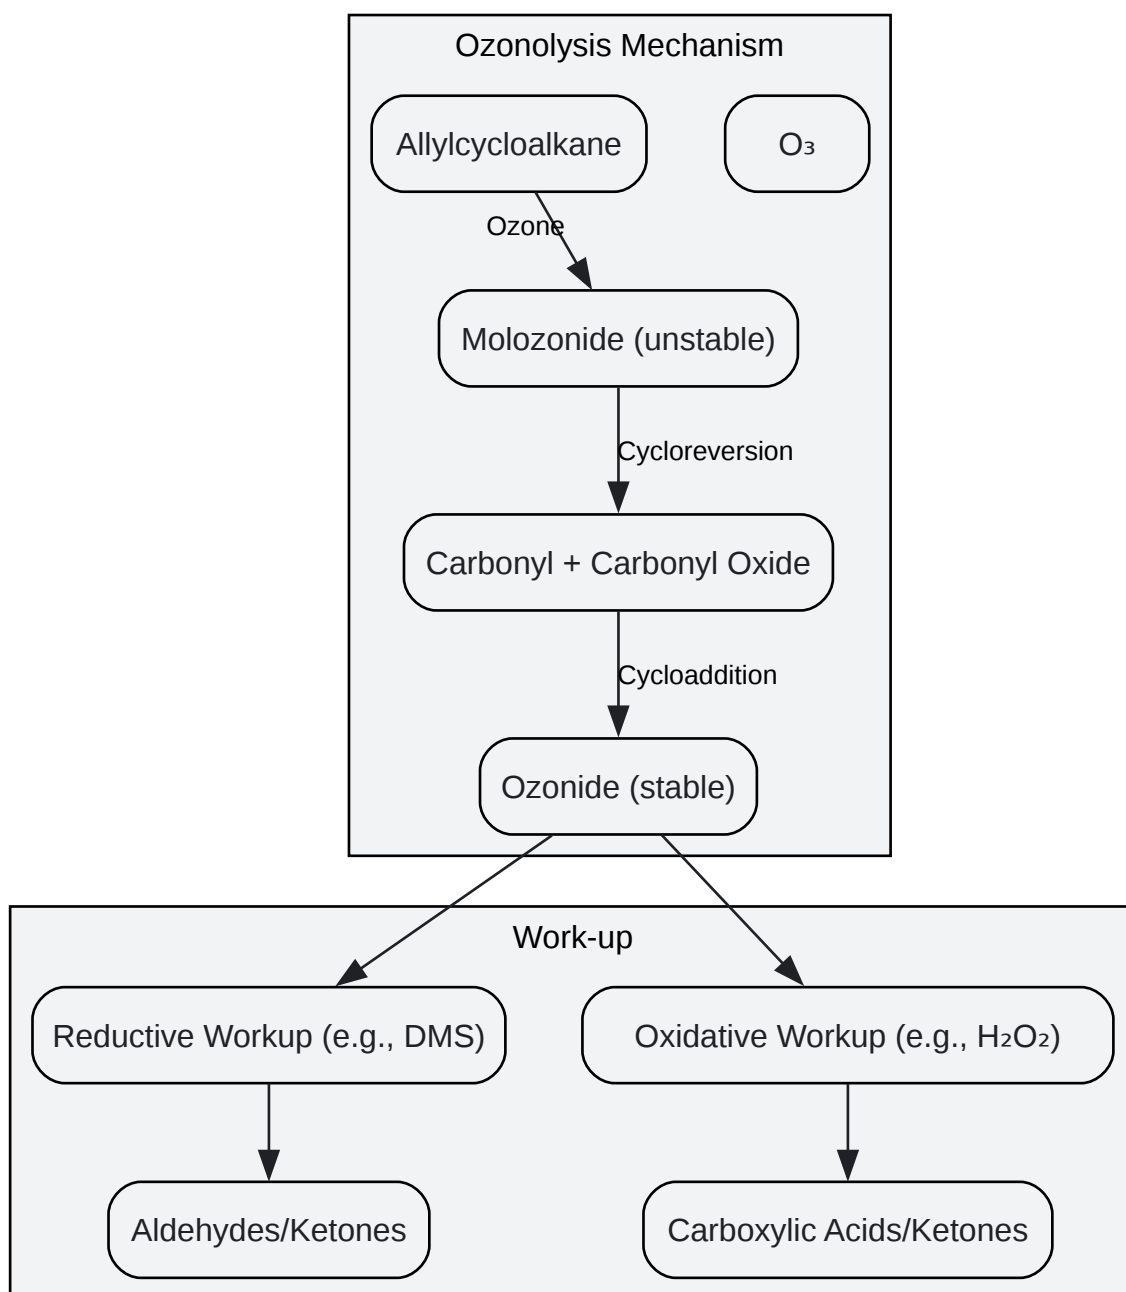 Ozonolysis Mechanism
Allylcycloalkane
O₃
Ozone
Molozonide (unstable)
Cycloreversion
Carbonyl + Carbonyl Oxide
Cycloaddition
Ozonide (stable)
Work-up
Reductive Workup (e.g., DMS)
Oxidative Workup (e.g., H₂O₂)
Aldehydes/Ketones
Carboxylic Acids/Ketones